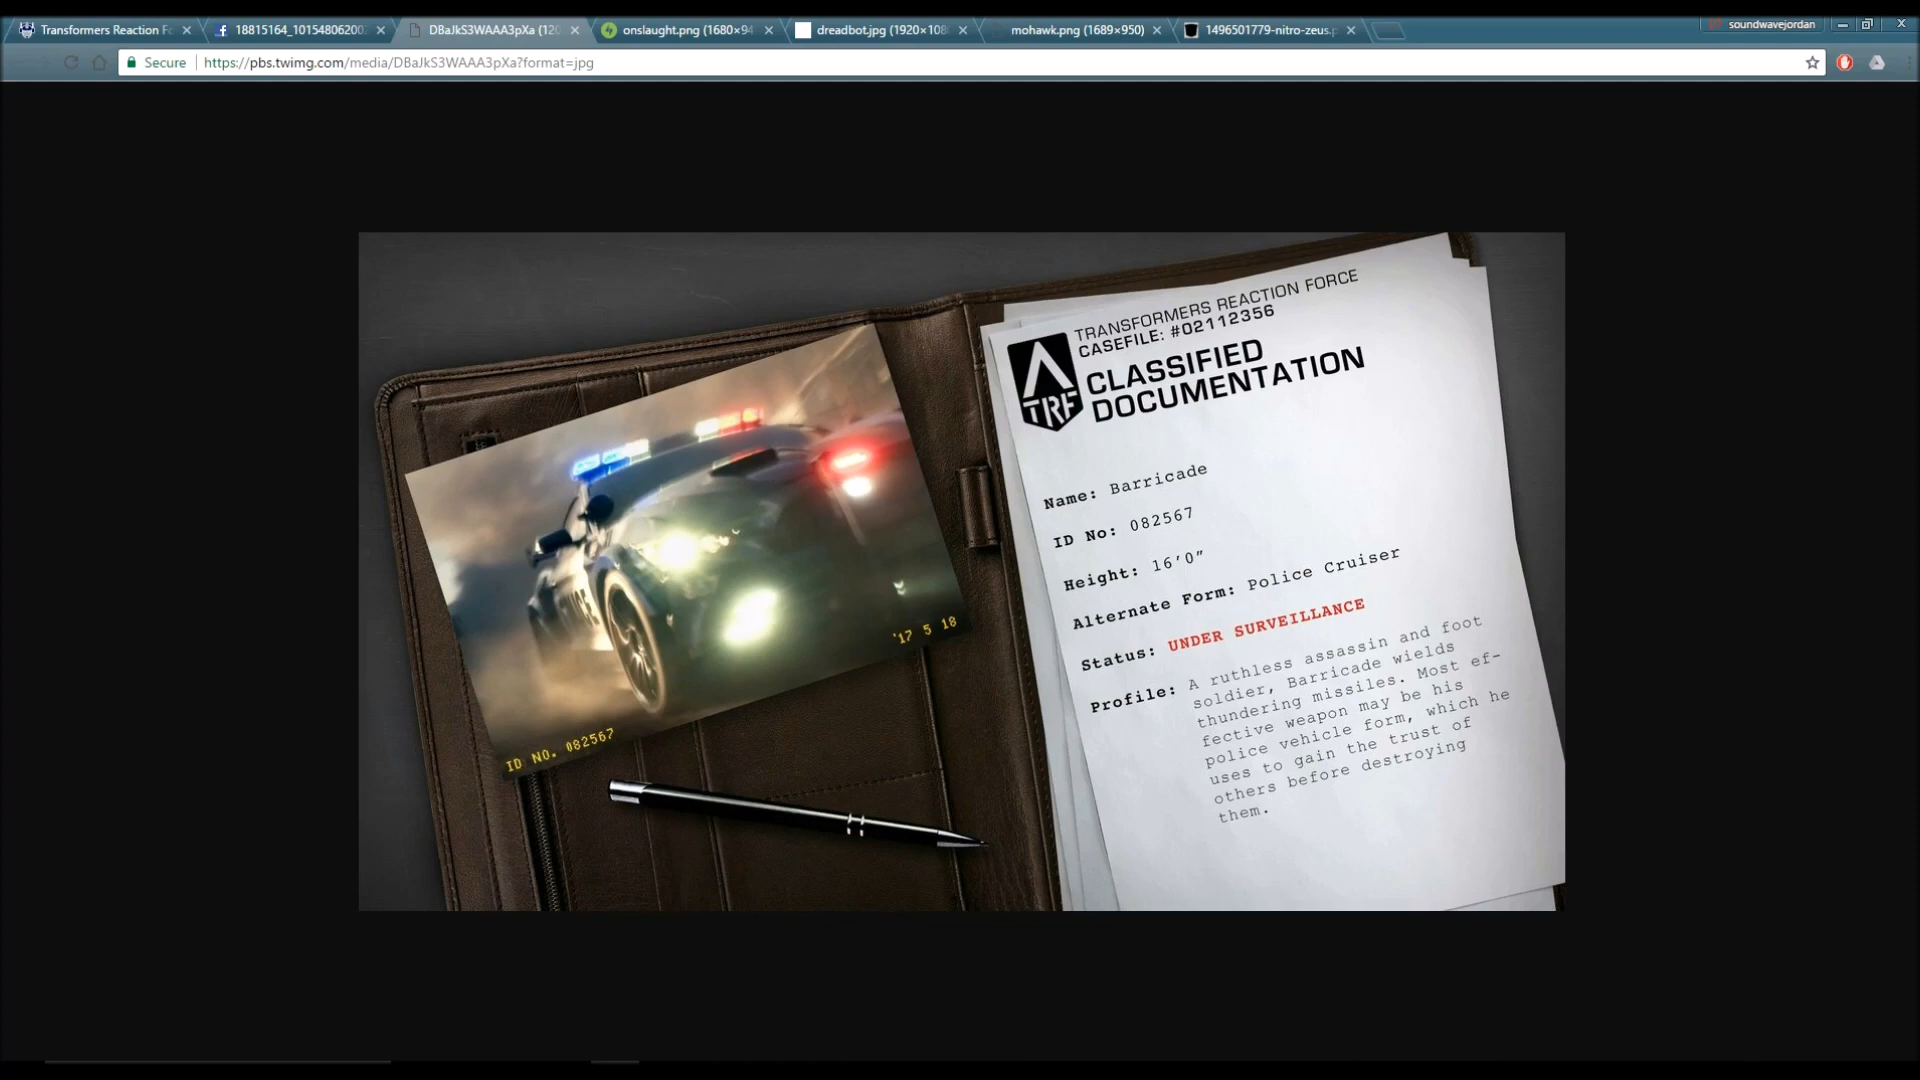 Transformers Reaction Fo
18815164_10154806200
DBaJkS3WAAA3pXa (120
onslaught.png (1680×94
dreadbot.jpg (1920×108
mohawk.png (1689×950)
1496501779-nitro-zeus.p
soundwavejordan
Secure
https://pbs.twimg.com/media/DBaJkS3WAAA3pXa?format=jpg
TRANSFORMERS REACTION FORCE
CASEFILE: #02112356
TRF
CLASSIFIED
DOCUMENTATION
Name: Barricade
ID No: 082567
Height: 16'0"
Alternate Form: Police Cruiser
Status: UNDER SURVEILLANCE
Profile: A ruthless assassin and foot
soldier, Barricade wields
thundering missiles. Most ef-
fective weapon may be his
police vehicle form, which he
uses to gain the trust of
others before destroying
them.
'17 5 18
ID NO. 082567